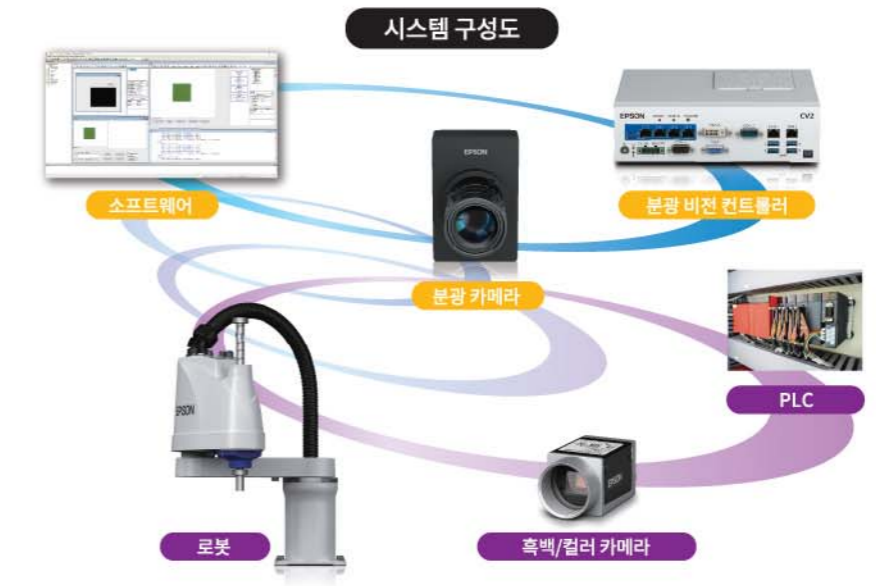 시스템 구성도
EPSON
CV2
EPSON
소프트웨어
분광 비전 컨트롤러
분광 카메라
EPSON
PLC
EPSON
로봇
흑백/컬러 카메라